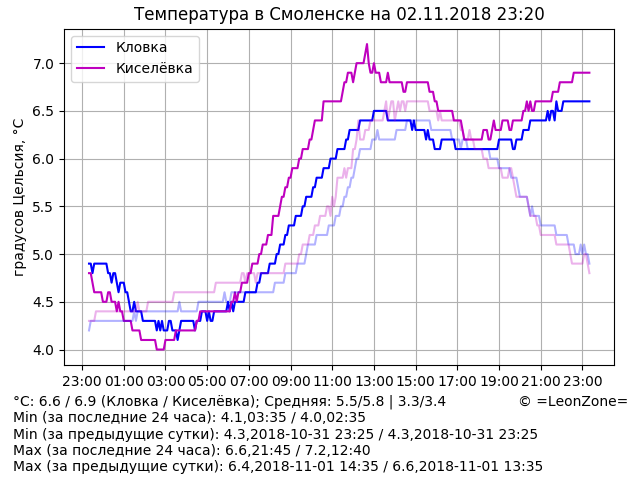 Температура в Смоленске на 02.11.2018 23:20
Кловка
Киселёвка
градусов Цельсия, °C
7.0
6.5
6.0
5.5
5.0
4.5
4.0
23:00 01:00 03:00 05:00 07:00 09:00 11:00 13:00 15:00 17:00 19:00 21:00 23:00
°C: 6.6 / 6.9 (Кловка / Киселёвка); Средняя: 5.5/5.8 | 3.3/3.4 © =LeonZone=
Min (за последние 24 часа): 4.1,03:35 / 4.0,02:35
Min (за предыдущие сутки): 4.3,2018-10-31 23:25 / 4.3,2018-10-31 23:25
Max (за последние 24 часа): 6.6,21:45 / 7.2,12:40
Max (за предыдущие сутки): 6.4,2018-11-01 14:35 / 6.6,2018-11-01 13:35